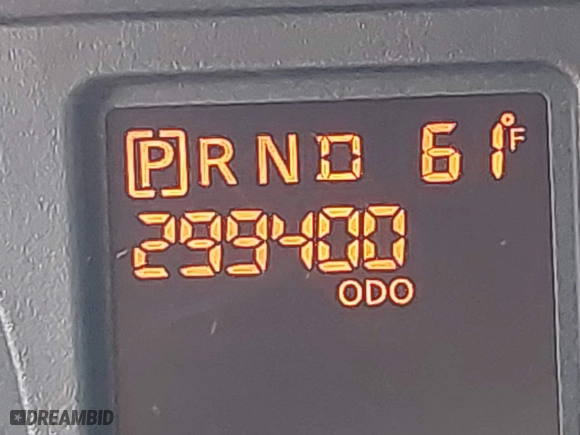 [P] R N D 61°F
299400
ODO
DREAMBID